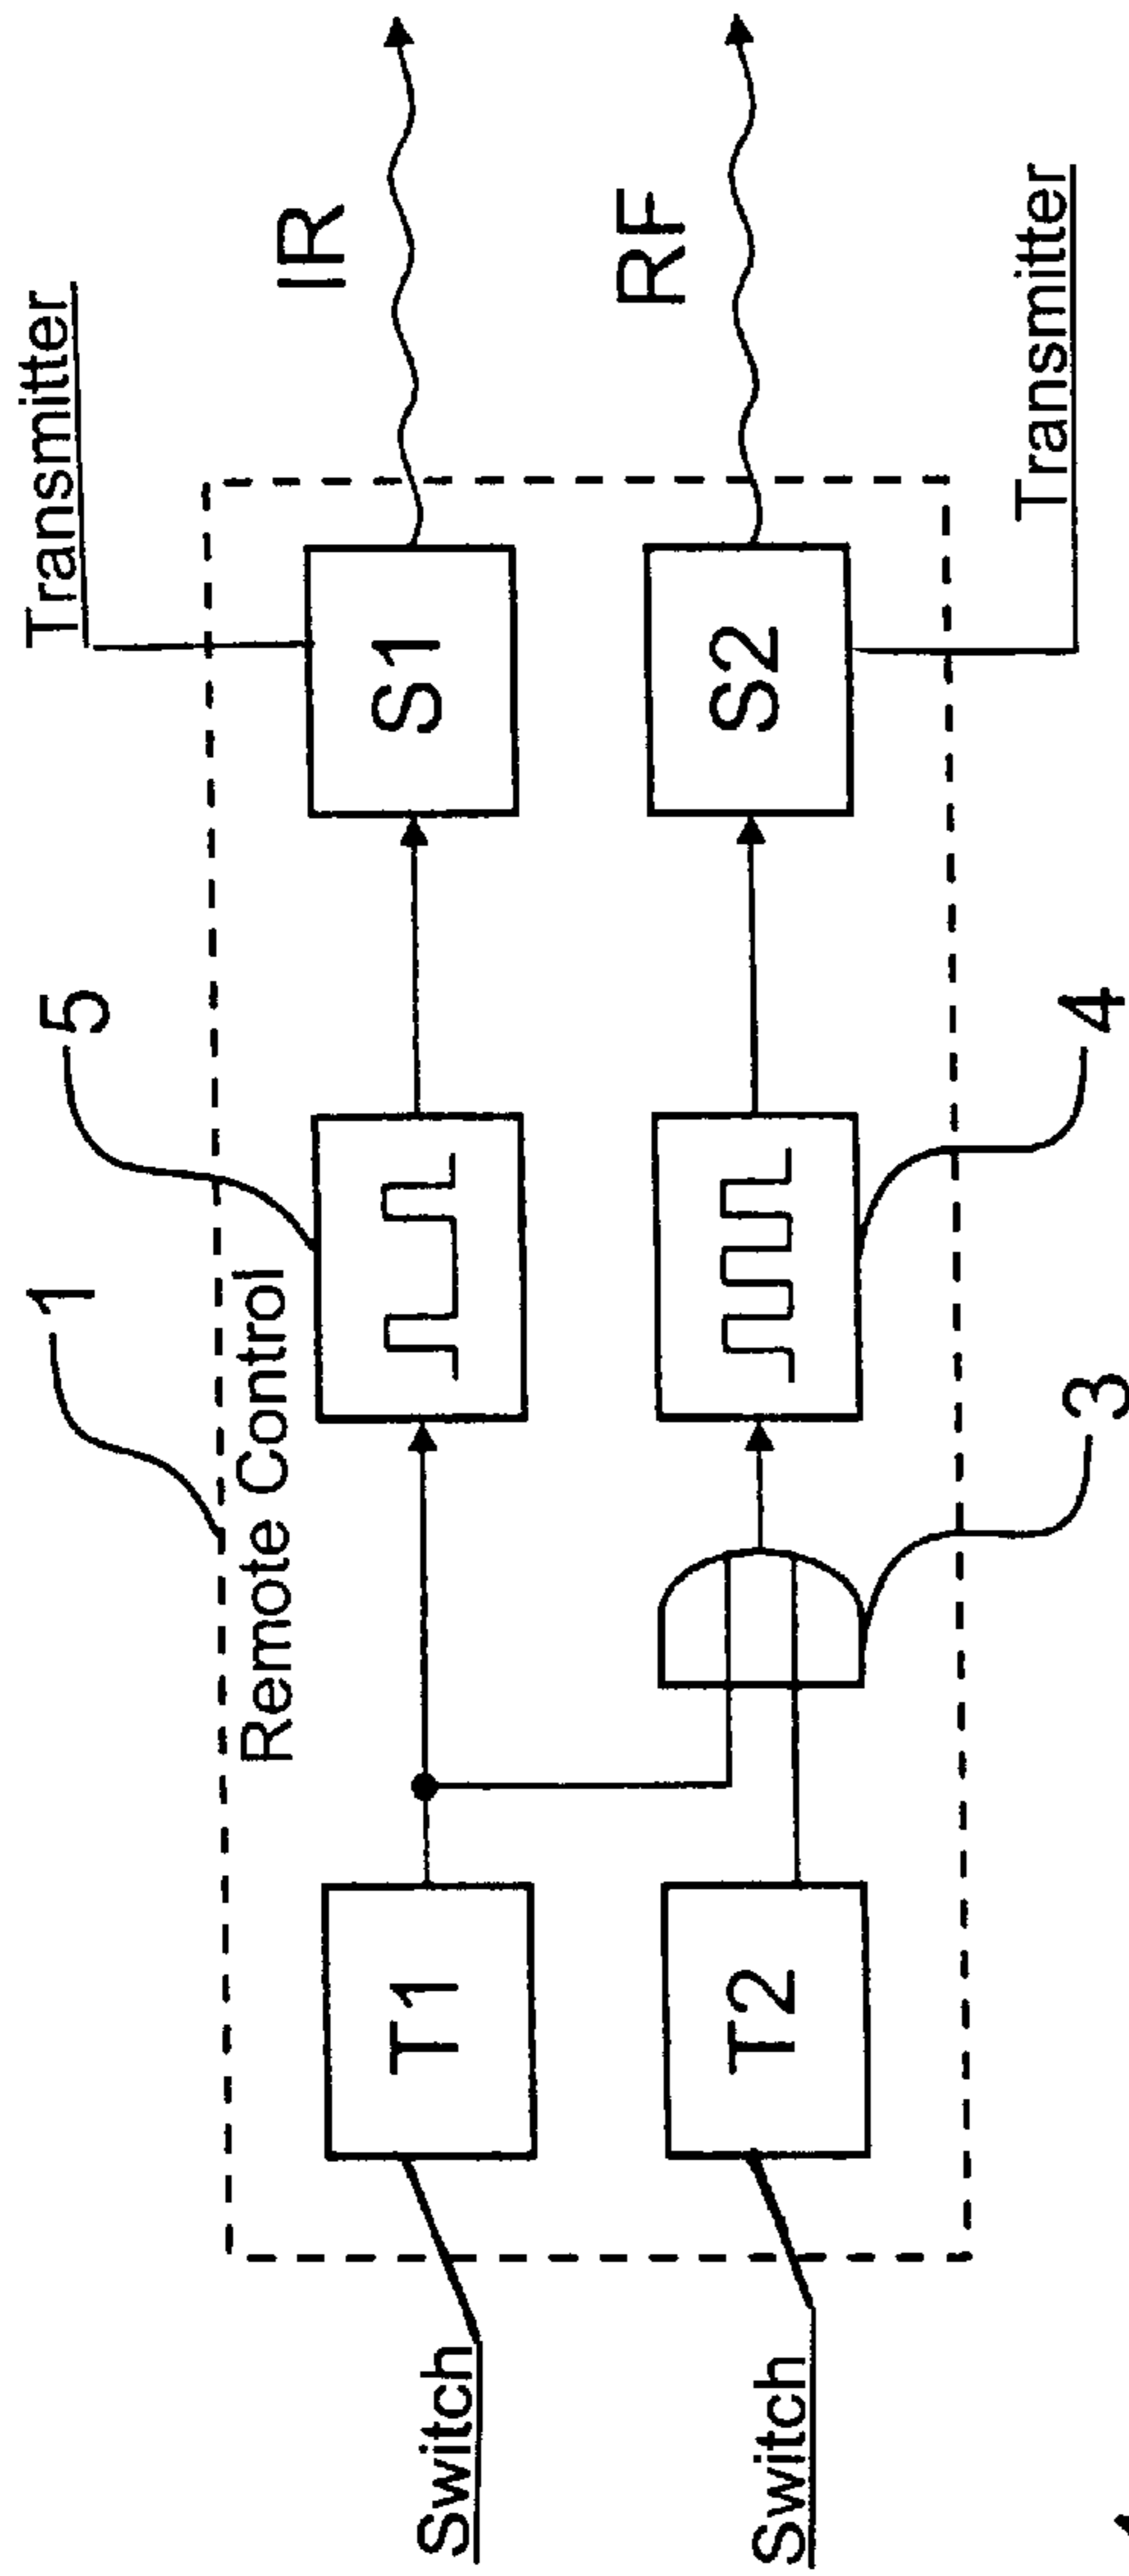 Transmitter
IR
5
1
Remote Control
T1
S1
Switch
RF
T2
S2
Switch
Transmitter
4
3